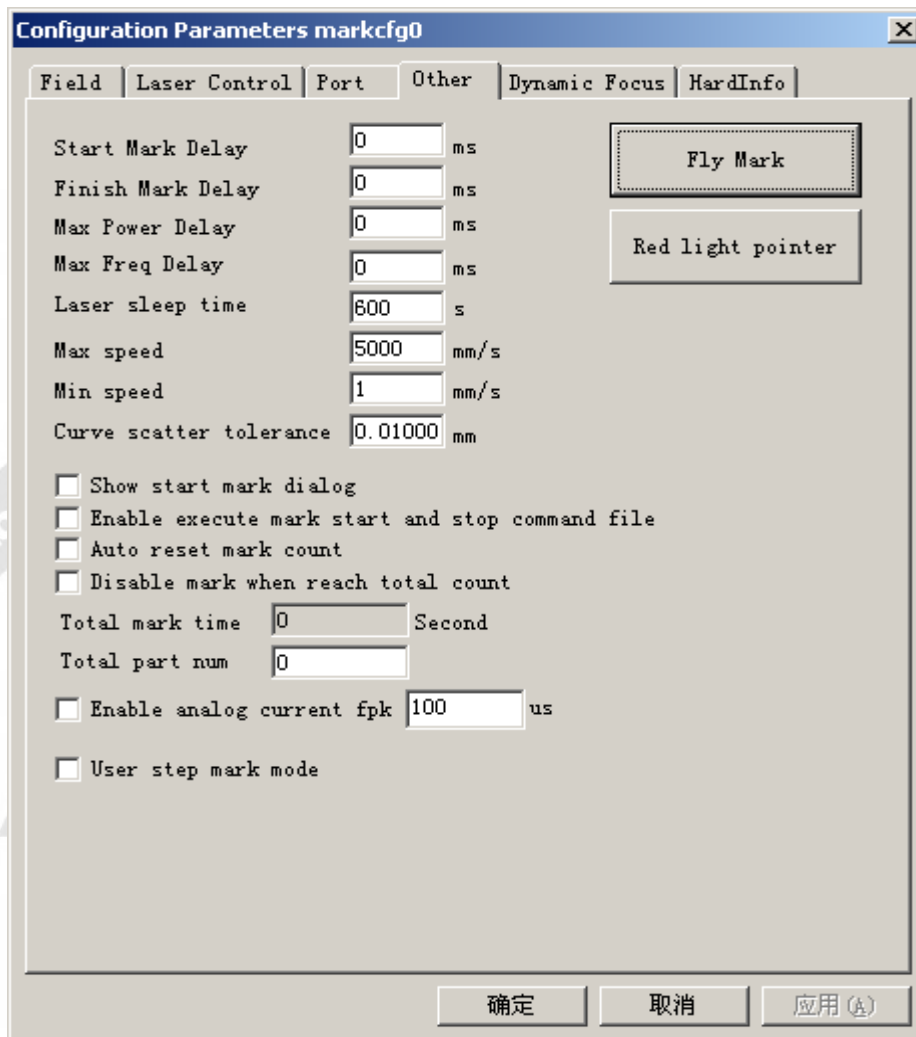 Configuration Parameters markcfg0
Field Laser Control Port Other Dynamic Focus HardInfo
Start Mark Delay 0 ms
Fly Mark
Finish Mark Delay 0 ms
Max Power Delay 0 ms
Red light pointer
Max Freq Delay 0 ms
Laser sleep time 600 s
Max speed 5000 mm/s
Min speed 1 mm/s
Curve scatter tolerance 0.01000 mm
Show start mark dialog
Enable execute mark start and stop command file
Auto reset mark count
Disable mark when reach total count
Total mark time 0 Second
Total part num 0
Enable analog current fpk 100 us
User step mark mode
确定 取消 应用(A)